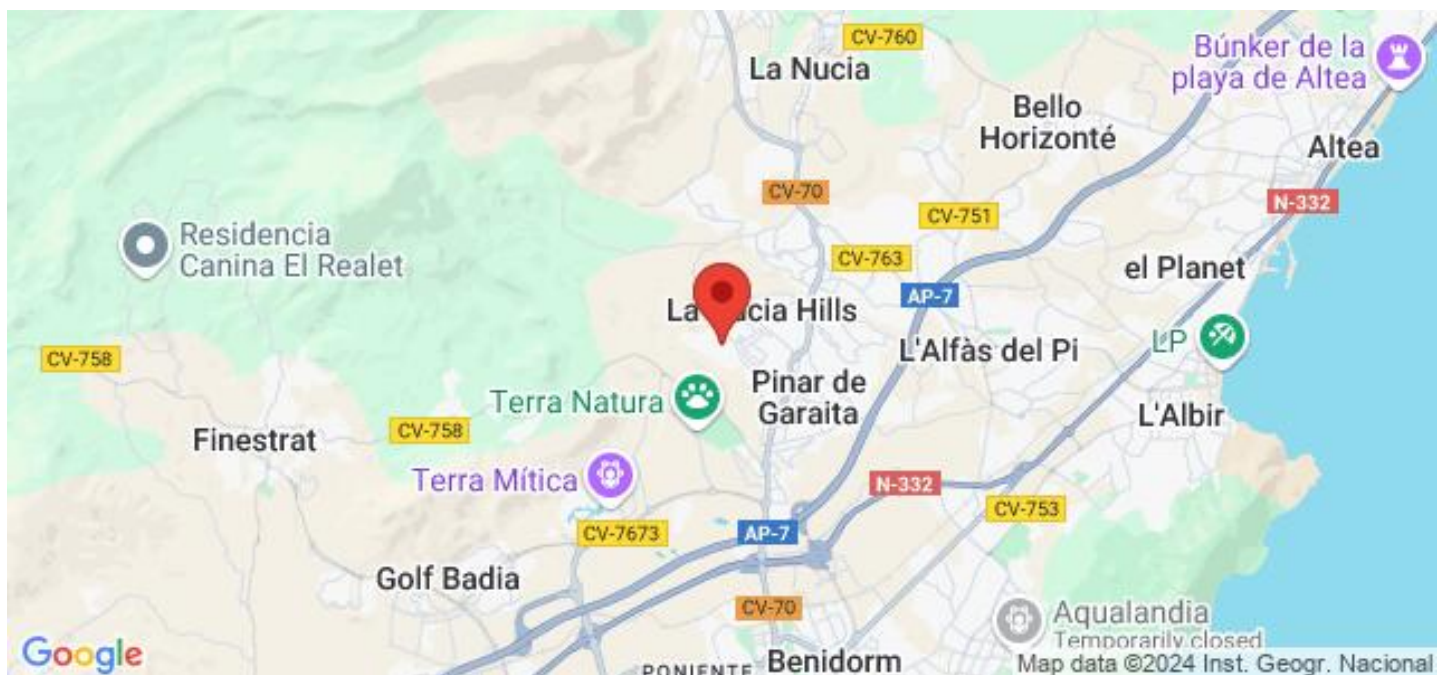 CV-760
La Nucia
Búnker de la
playa de Altea
Bello
Horizonté
Altea
CV-70
N-332
CV-751
Residencia
Canina El Realet
CV-763
el Planet
AP-7
La Nucia Hills
LP
CV-758
L'Alfàs del Pi
Pinar de
Garaita
Terra Natura
L'Albir
CV-758
Finestrat
Terra Mítica
N-332
CV-753
CV-7673
AP-7
Golf Badia
CV-70
Aqualandia
Temporarily closed
Google
PONIENTE
Benidorm
Map data ©2024 Inst. Geogr. Nacional